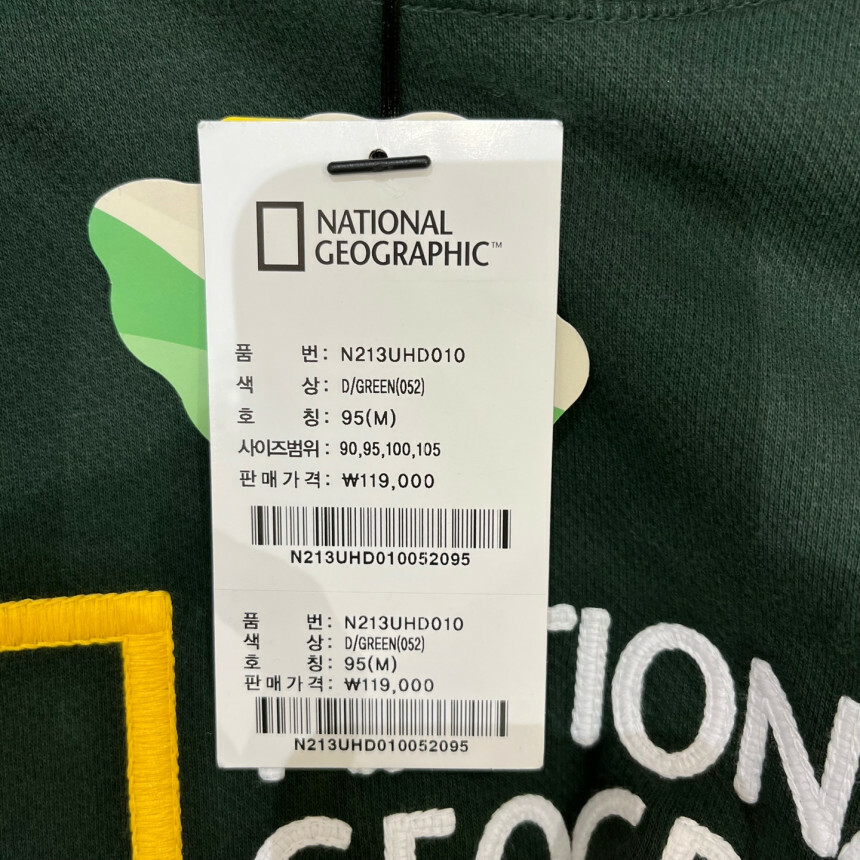 NATIONAL
GEOGRAPHIC™
품 번: N213UHD010
색 상: D/GREEN(052)
호 칭: 95(M)
사이즈범위: 90,95,100,105
판매가격: ₩119,000
N213UHD010052095
품 번: N213UHD010
색 상: D/GREEN(052)
호 칭: 95(M)
판매가격: ₩119,000
N213UHD010052095